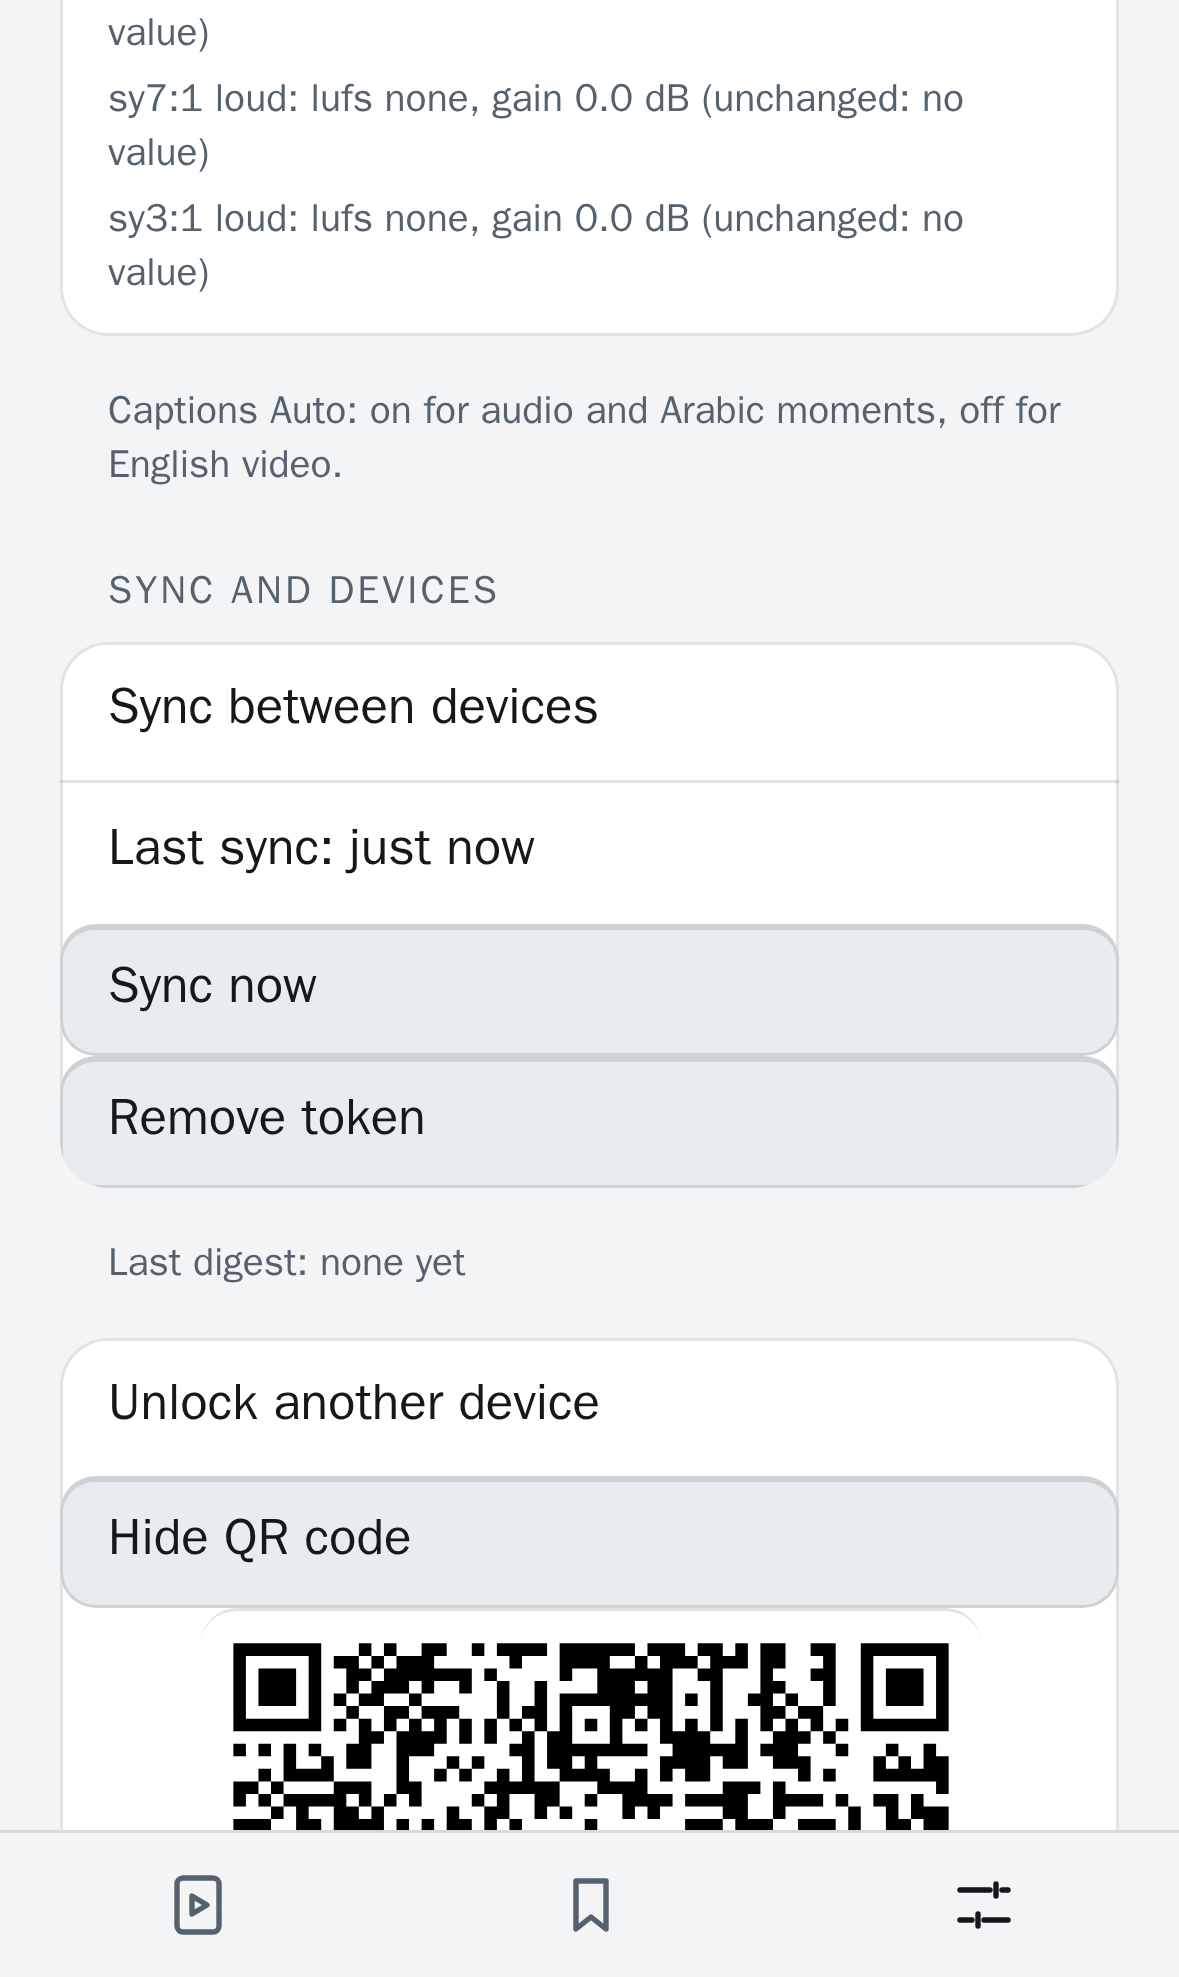 value)
sy7:1 loud: lufs none, gain 0.0 dB (unchanged: no
value)
sy3:1 loud: lufs none, gain 0.0 dB (unchanged: no
value)
Captions Auto: on for audio and Arabic moments, off for
English video.
SYNC AND DEVICES
Sync between devices
Last sync: just now
Sync now
Remove token
Last digest: none yet
Unlock another device
Hide QR code